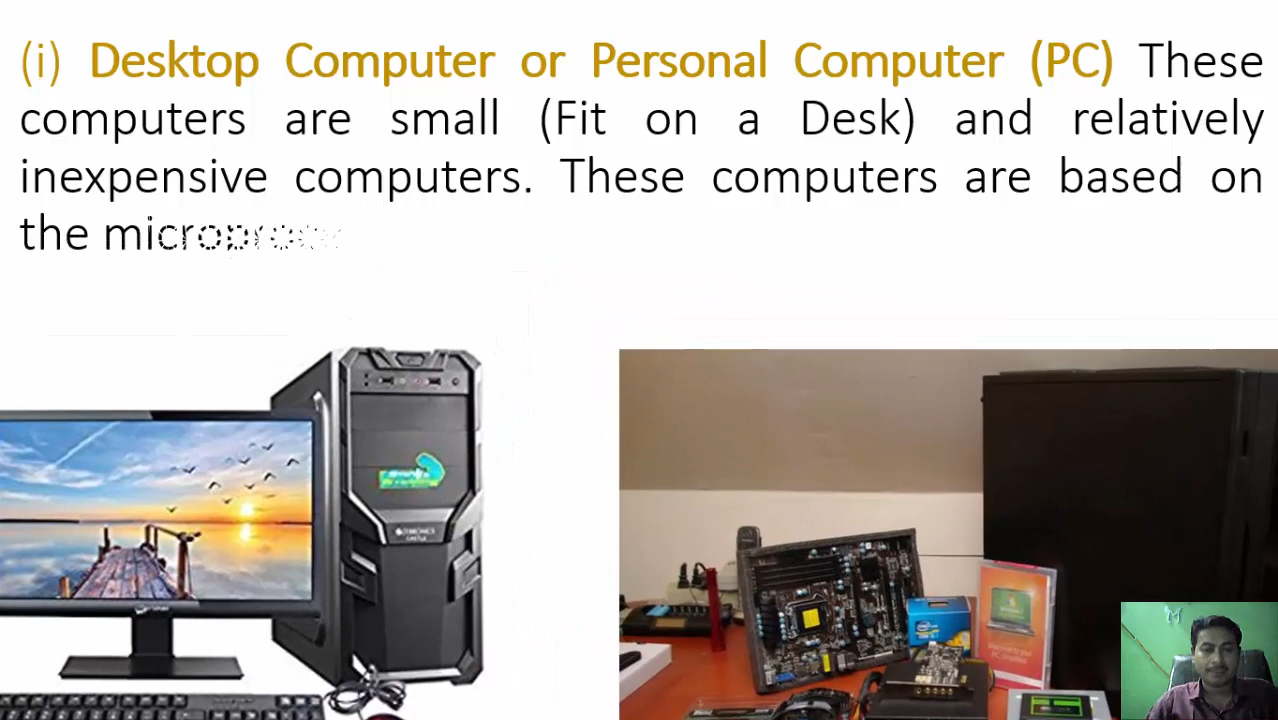 (i) Desktop Computer or Personal Computer (PC) These
computers are small (Fit on a Desk) and relatively
inexpensive computers. These computers are based on
the